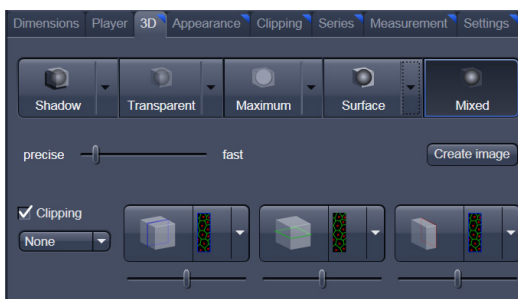 Dimensions Player 3D Appearance Clipping Series Measurement Settings
Shadow Transparent Maximum Surface Mixed
precise fast Create image
Clipping
None